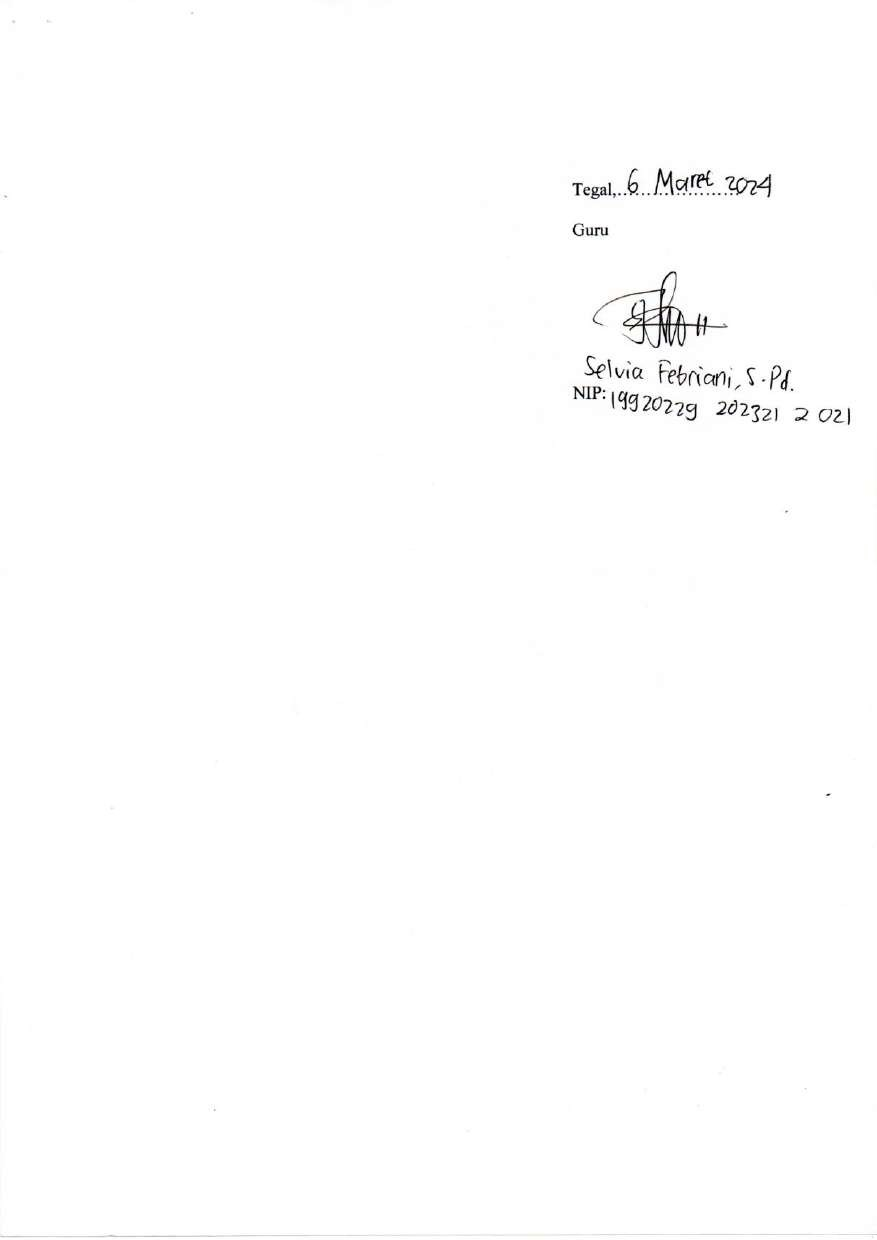 Tegal, 6 Maret 2024
Guru
Selvia Febriani, S.Pd.
NIP: 19920229 202321 2 021